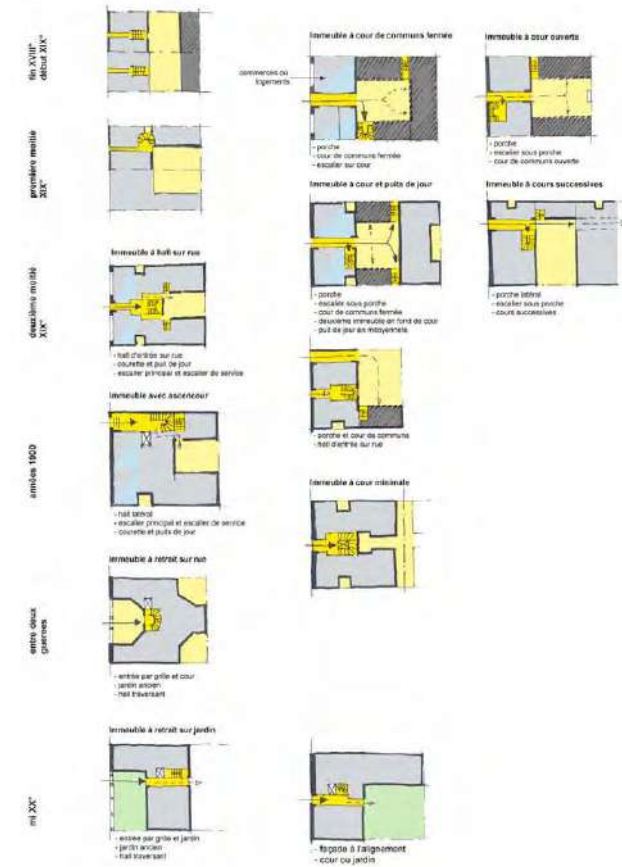 fin XVIII°
début XIX°
Immeuble à cour de communs fermée
Immeuble à cour ouverte
commerces ou
logements
- porche
- cour de communs fermée
- escalier sur cour
- porche
- escalier sous porche
- cour de communs ouverte
première moitié
XIX°
Immeuble à cour et puits de jour
Immeuble à cours successives
deuxième moitié
XIX°
Immeuble à hall sur rue
- hall d'entrée sur rue
- courette et puit de jour
- escalier principal et escalier de service
- porche
- escalier sous porche
- cour de communs fermée
- deuxième immeuble en fond de cour
- puit de jour en mitoyenneté
- porche latéral
- escalier sous porche
- cours successives
- porche et cour de communs
- hall d'entrée sur rue
années 1900
Immeuble avec ascenceur
- hall latéral
- escalier principal et escalier de service
- courette et puits de jour
Immeuble à cour minimale
entre deux
guerres
Immeuble à retrait sur rue
- entrée par grille et cour
- jardin ancien
- hall traversant
mi XX°
Immeuble à retrait sur jardin
- entrée par grille et jardin
- jardin ancien
- hall traversant
- façade à l'alignement
- cour ou jardin